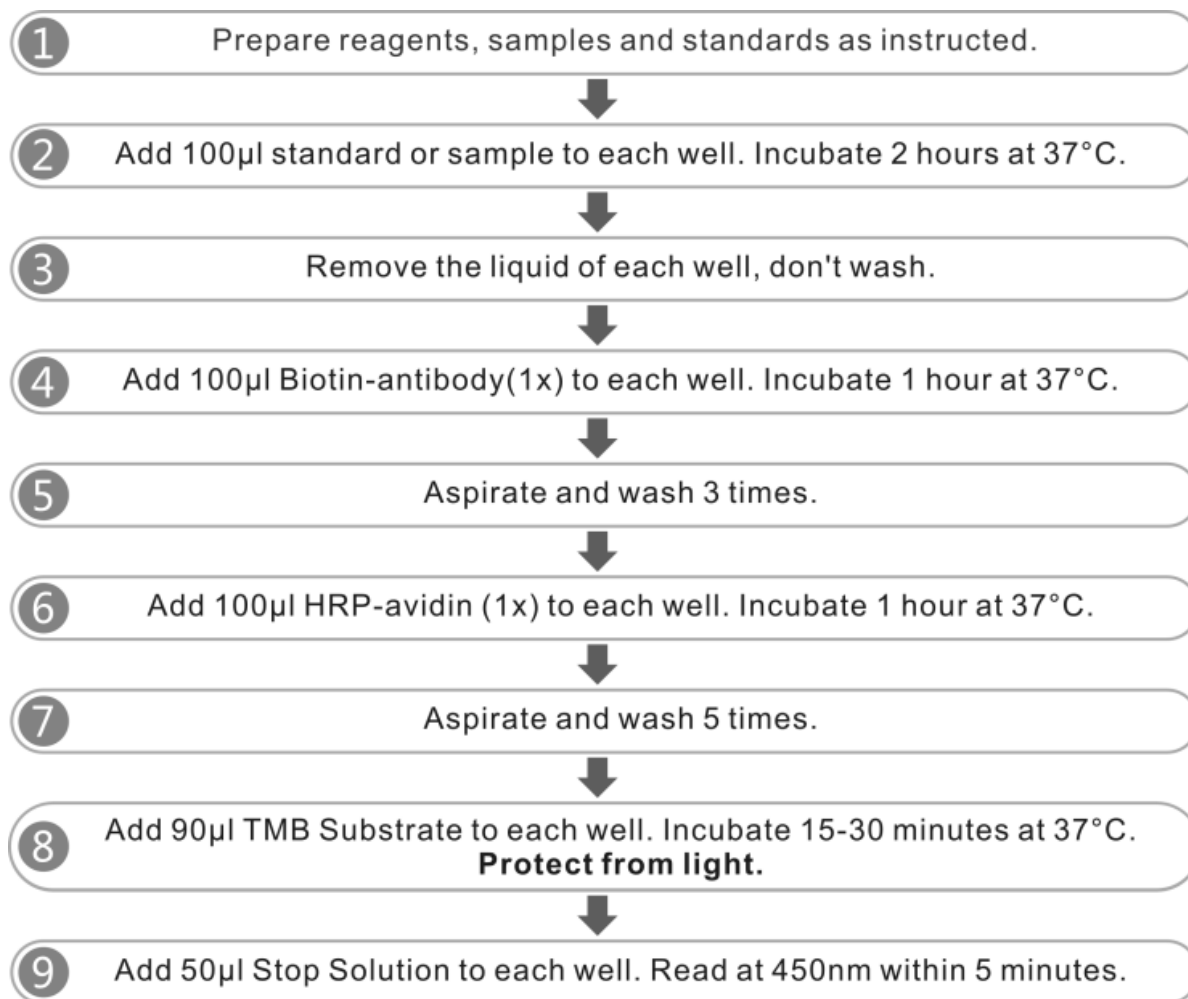 1 Prepare reagents, samples and standards as instructed.
2 Add 100μl standard or sample to each well. Incubate 2 hours at 37°C.
3 Remove the liquid of each well, don't wash.
4 Add 100μl Biotin-antibody(1x) to each well. Incubate 1 hour at 37°C.
5 Aspirate and wash 3 times.
6 Add 100μl HRP-avidin (1x) to each well. Incubate 1 hour at 37°C.
7 Aspirate and wash 5 times.
8 Add 90μl TMB Substrate to each well. Incubate 15-30 minutes at 37°C.
Protect from light.
9 Add 50μl Stop Solution to each well. Read at 450nm within 5 minutes.